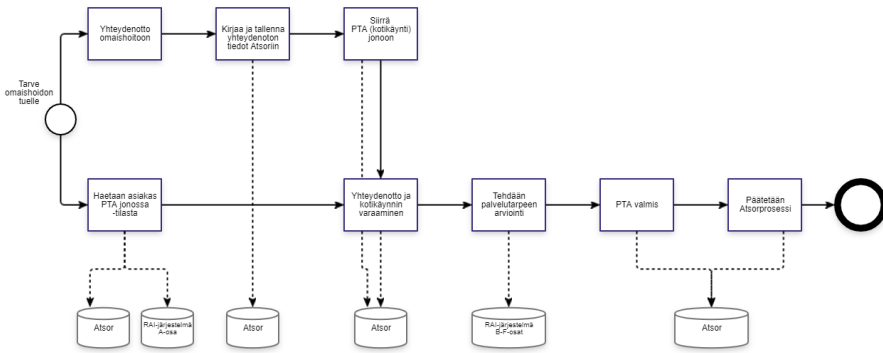 Yhteydenotto
omaishoitoon
Kirjaa ja tallenna
yhteydenoton
tiedot Atsoriin
Siirrä
PTA (kotikäynti)
jonoon
Tarve
omaishoidon
tuelle
Haetaan asiakas
PTA jonossa
-tilasta
Yhteydenotto ja
kotikäynnin
varaaminen
Tehdään
palvelutarpeen
arviointi
PTA valmis
Päätetään
Atsorprosessi
Atsor
RAI-järjestelmä
A-osa
Atsor
Atsor
RAI-järjestelmä
B-F-osat
Atsor